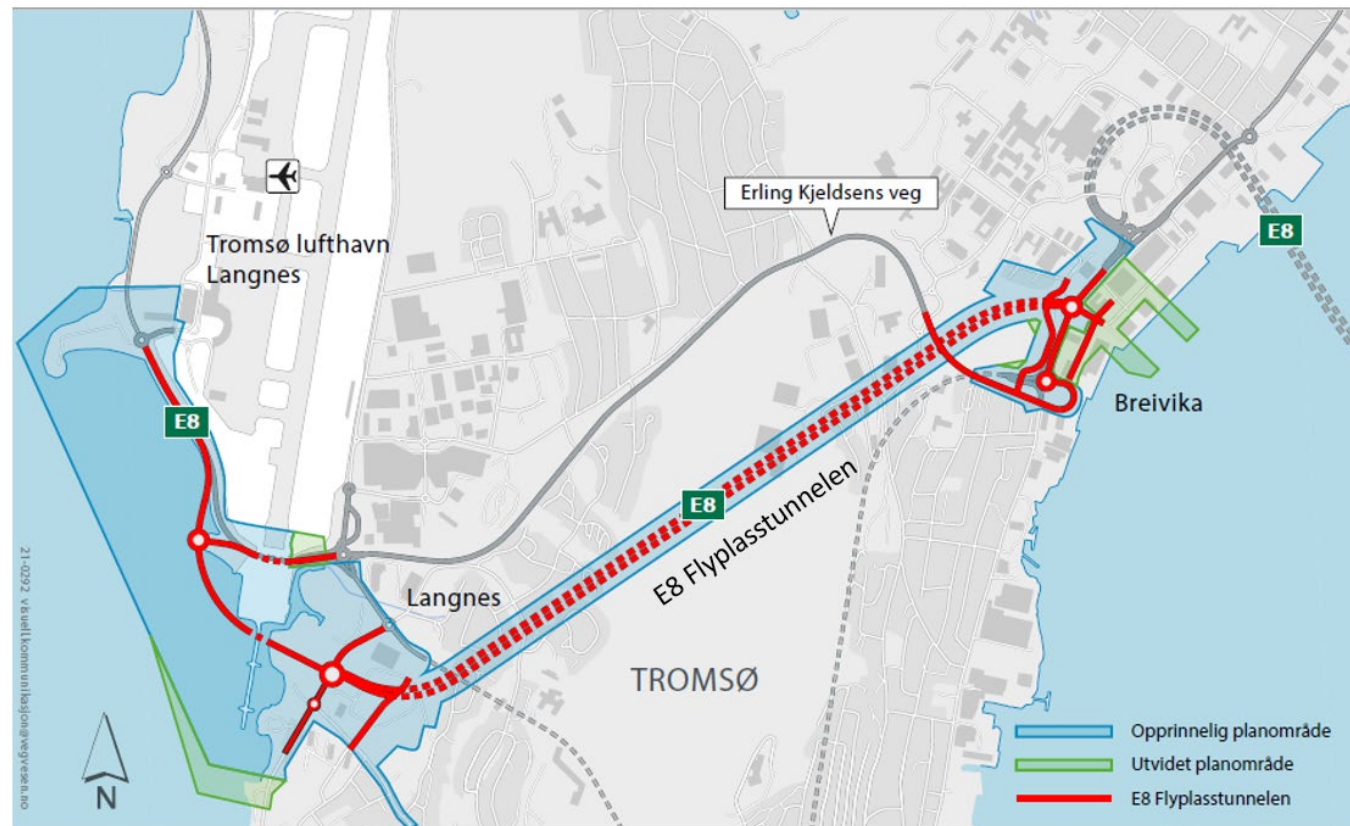 Erling Kjeldsens veg
E8
Tromsø lufthavn
Langnes
E8
Breivika
E8
E8 Flyplasstunnelen
Langnes
TROMSØ
21-0292 visuell.kommunikasjon@vegvesen.no
N
Opprinnelig planområde
Utvidet planområde
E8 Flyplasstunnelen